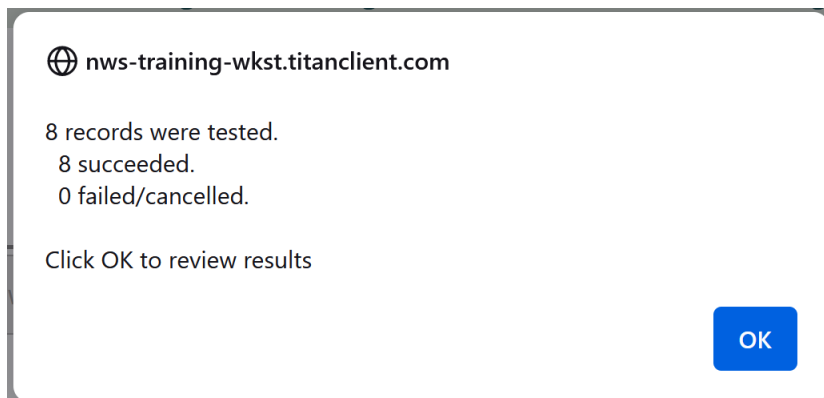 nws-training-wkst.titanclient.com
8 records were tested.
8 succeeded.
0 failed/cancelled.
Click OK to review results
OK